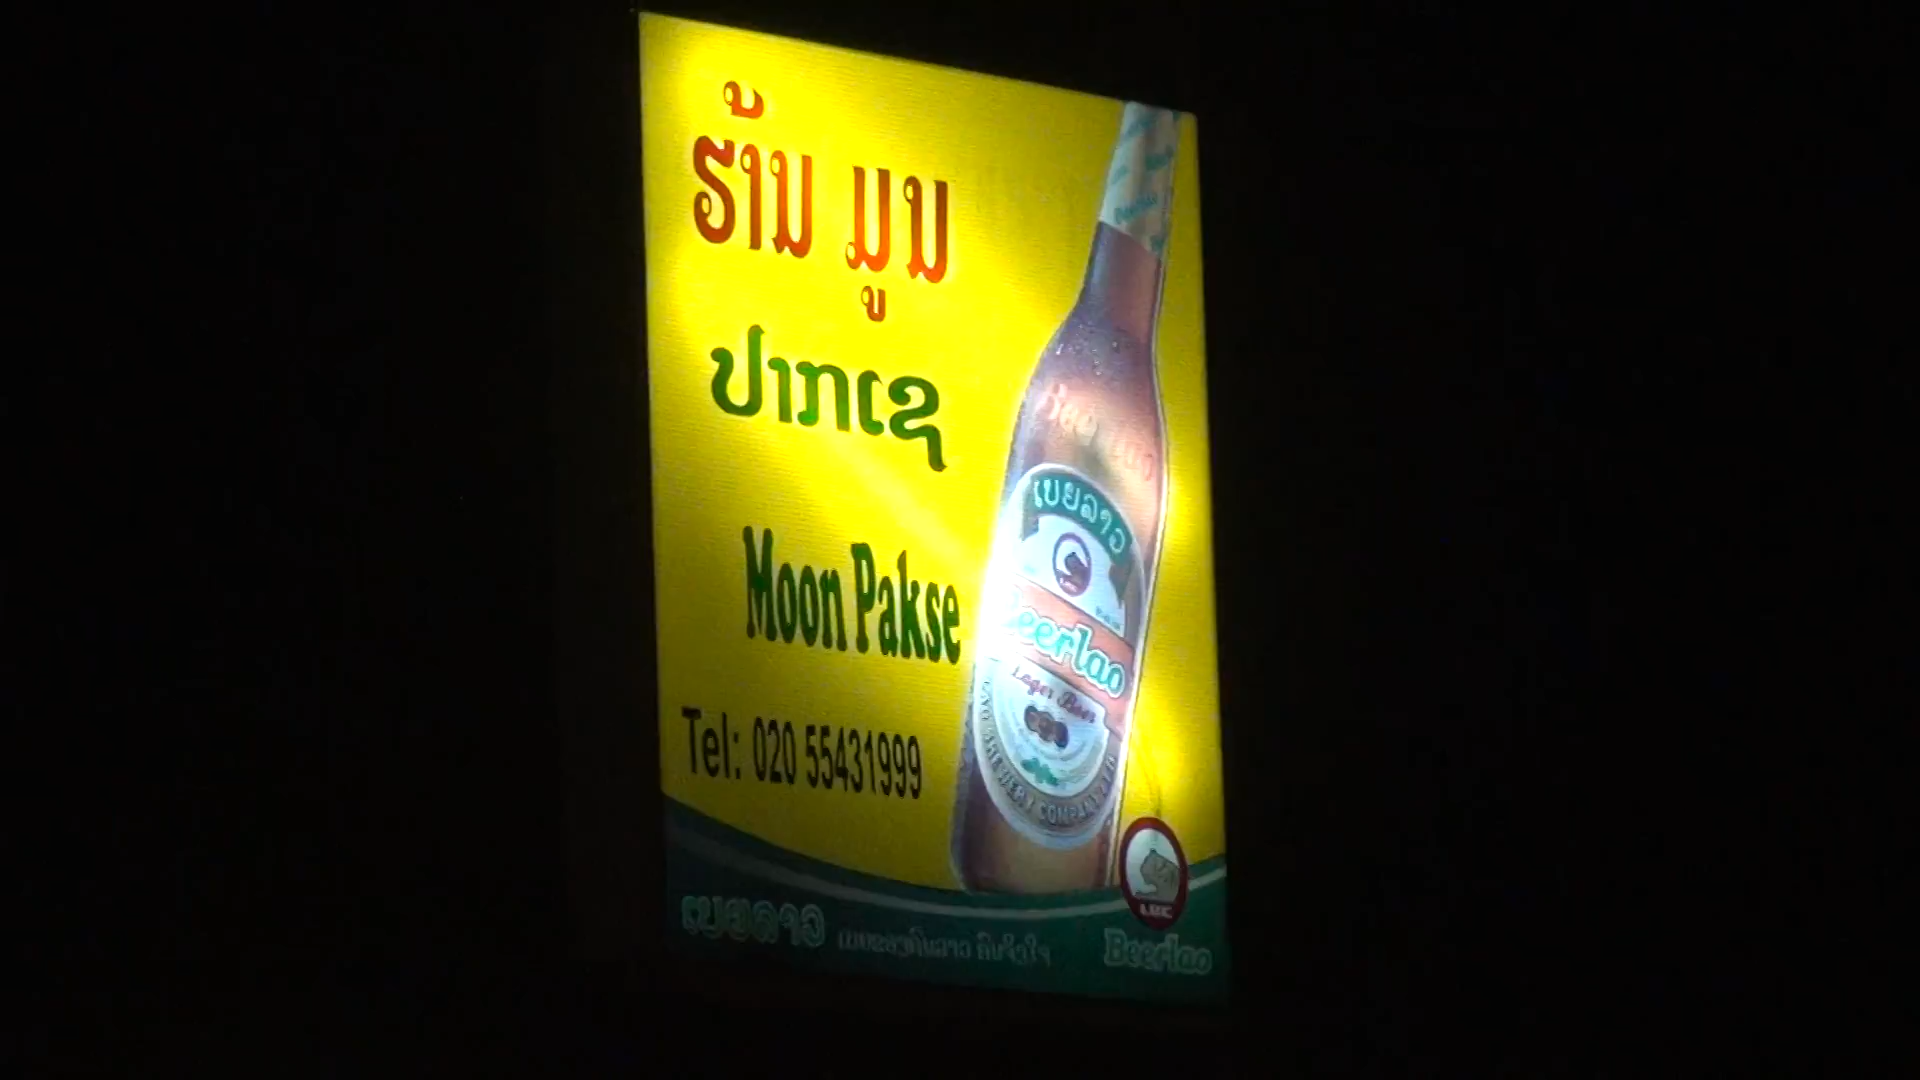 ຮ້ານ ມູນ
ປາກເຊ
Moon Pakse
Tel: 020 55431999
ເບຍລາວ
Beerlao
Lager Beer
LBC
ເບຍລາວ
Beerlao